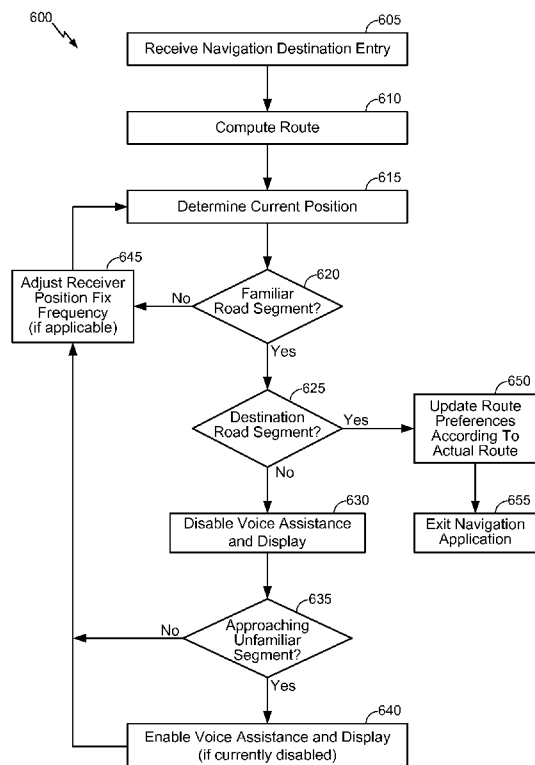 600
605
Receive Navigation Destination Entry
610
Compute Route
615
Determine Current Position
645
Adjust Receiver
Position Fix
Frequency
(if applicable)
620
Familiar
Road Segment?
No
Yes
625
Destination
Road Segment?
Yes
No
650
Update Route
Preferences
According To
Actual Route
655
Exit Navigation
Application
630
Disable Voice Assistance
and Display
635
Approaching
Unfamiliar
Segment?
No
Yes
640
Enable Voice Assistance and Display
(if currently disabled)